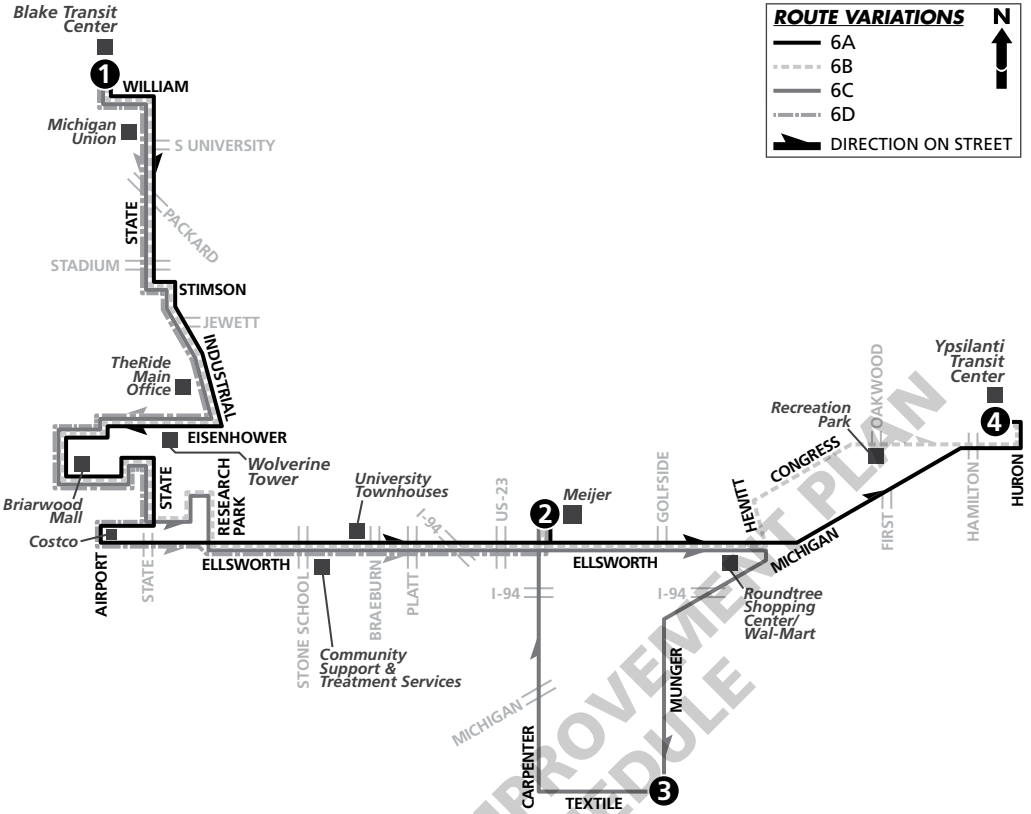 Blake Transit
Center
1
WILLIAM
Michigan
Union
S UNIVERSITY
STATE
PACKARD
STADIUM
STIMSON
JEWETT
INDUSTRIAL
TheRide
Main
Office
EISENHOWER
Wolverine
Tower
Briarwood
Mall
STATE
RESEARCH
PARK
Costco
AIRPORT
STATE
ELLSWORTH
University
Townhouses
STONE SCHOOL
Community
Support &
Treatment Services
BRAEBURN
PLATT
I-94
US-23
2
Meijer
I-94
MICHIGAN
CARPENTER
TEXTILE
3
MUNGER
ELLSWORTH
GOLFSIDE
I-94
Roundtree
Shopping
Center/
Wal-Mart
HEWITT
CONGRESS
MICHIGAN
Recreation
Park
OAKWOOD
FIRST
HAMILTON
HURON
Ypsilanti
Transit
Center
4
ROUTE VARIATIONS
N
6A
6B
6C
6D
DIRECTION ON STREET
PLAN